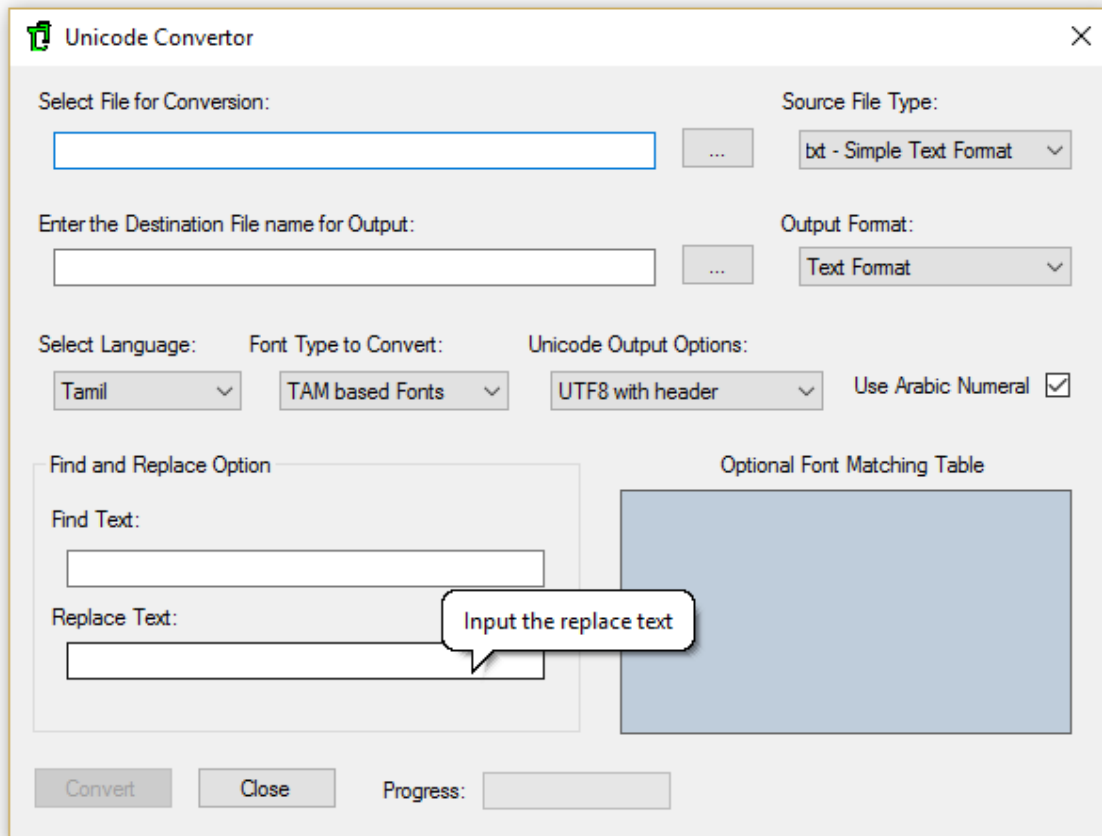 Unicode Convertor
Select File for Conversion:
Source File Type:
...
txt - Simple Text Format
Enter the Destination File name for Output:
Output Format:
...
Text Format
Select Language:
Font Type to Convert:
Unicode Output Options:
Tamil
TAM based Fonts
UTF8 with header
Use Arabic Numeral
Find and Replace Option
Optional Font Matching Table
Find Text:
Replace Text:
Input the replace text
Convert
Close
Progress: